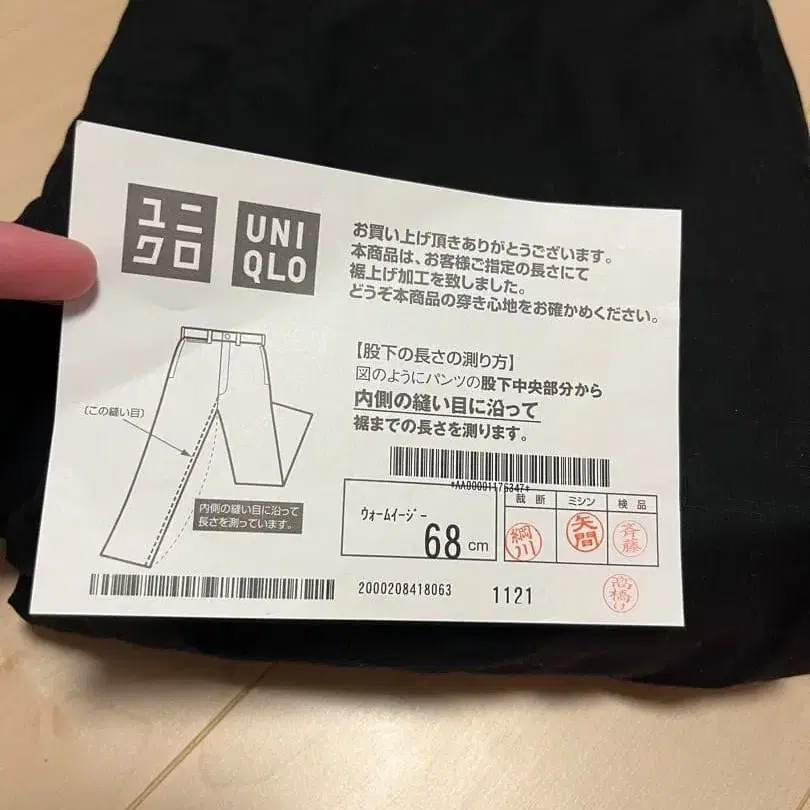 ユニ
クロ
UNI
QLO
お買い上げ頂きありがとうございます。
本商品は、お客様ご指定の長さにて
裾上げ加工を致しました。
どうぞ本商品の穿き心地をお確かめください。
【股下の長さの測り方】
図のようにパンツの股下中央部分から
内側の縫い目に沿って
裾までの長さを測ります。
〔この縫い目〕
内側の縫い目に沿って
長さを測っています。
*AA00001176347*
ウォームイージー
68 cm
裁断 ミシン 検品
綱川 矢間 斉藤
高橋
2000208418063
1121